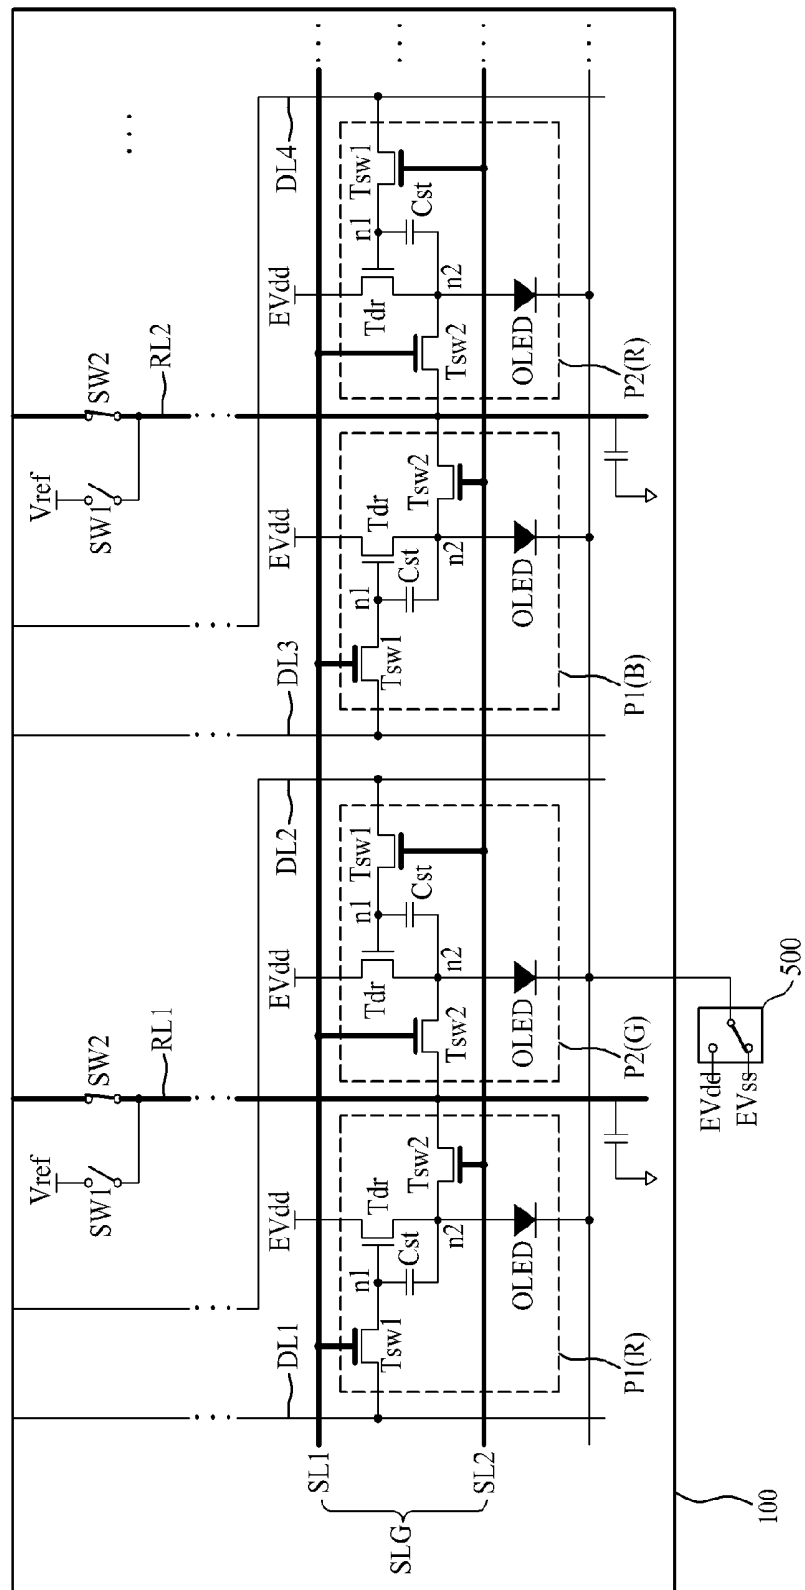 Vref
SW1
SW2
RL1
Vref
SW1
SW2
RL2
DL1
EVdd
EVdd
DL2
DL3
EVdd
EVdd
DL4
SLG
SL1
SL2
Tsw1
n1
Cst
Tdr
n2
Tsw2
OLED
P1(R)
Tsw2
Tdr
n1
n2
Cst
Tsw1
OLED
P2(G)
Tsw1
n1
Cst
Tdr
n2
Tsw2
OLED
P1(B)
Tsw2
Tdr
n1
n2
Cst
Tsw1
OLED
P2(R)
EVdd
EVss
500
100